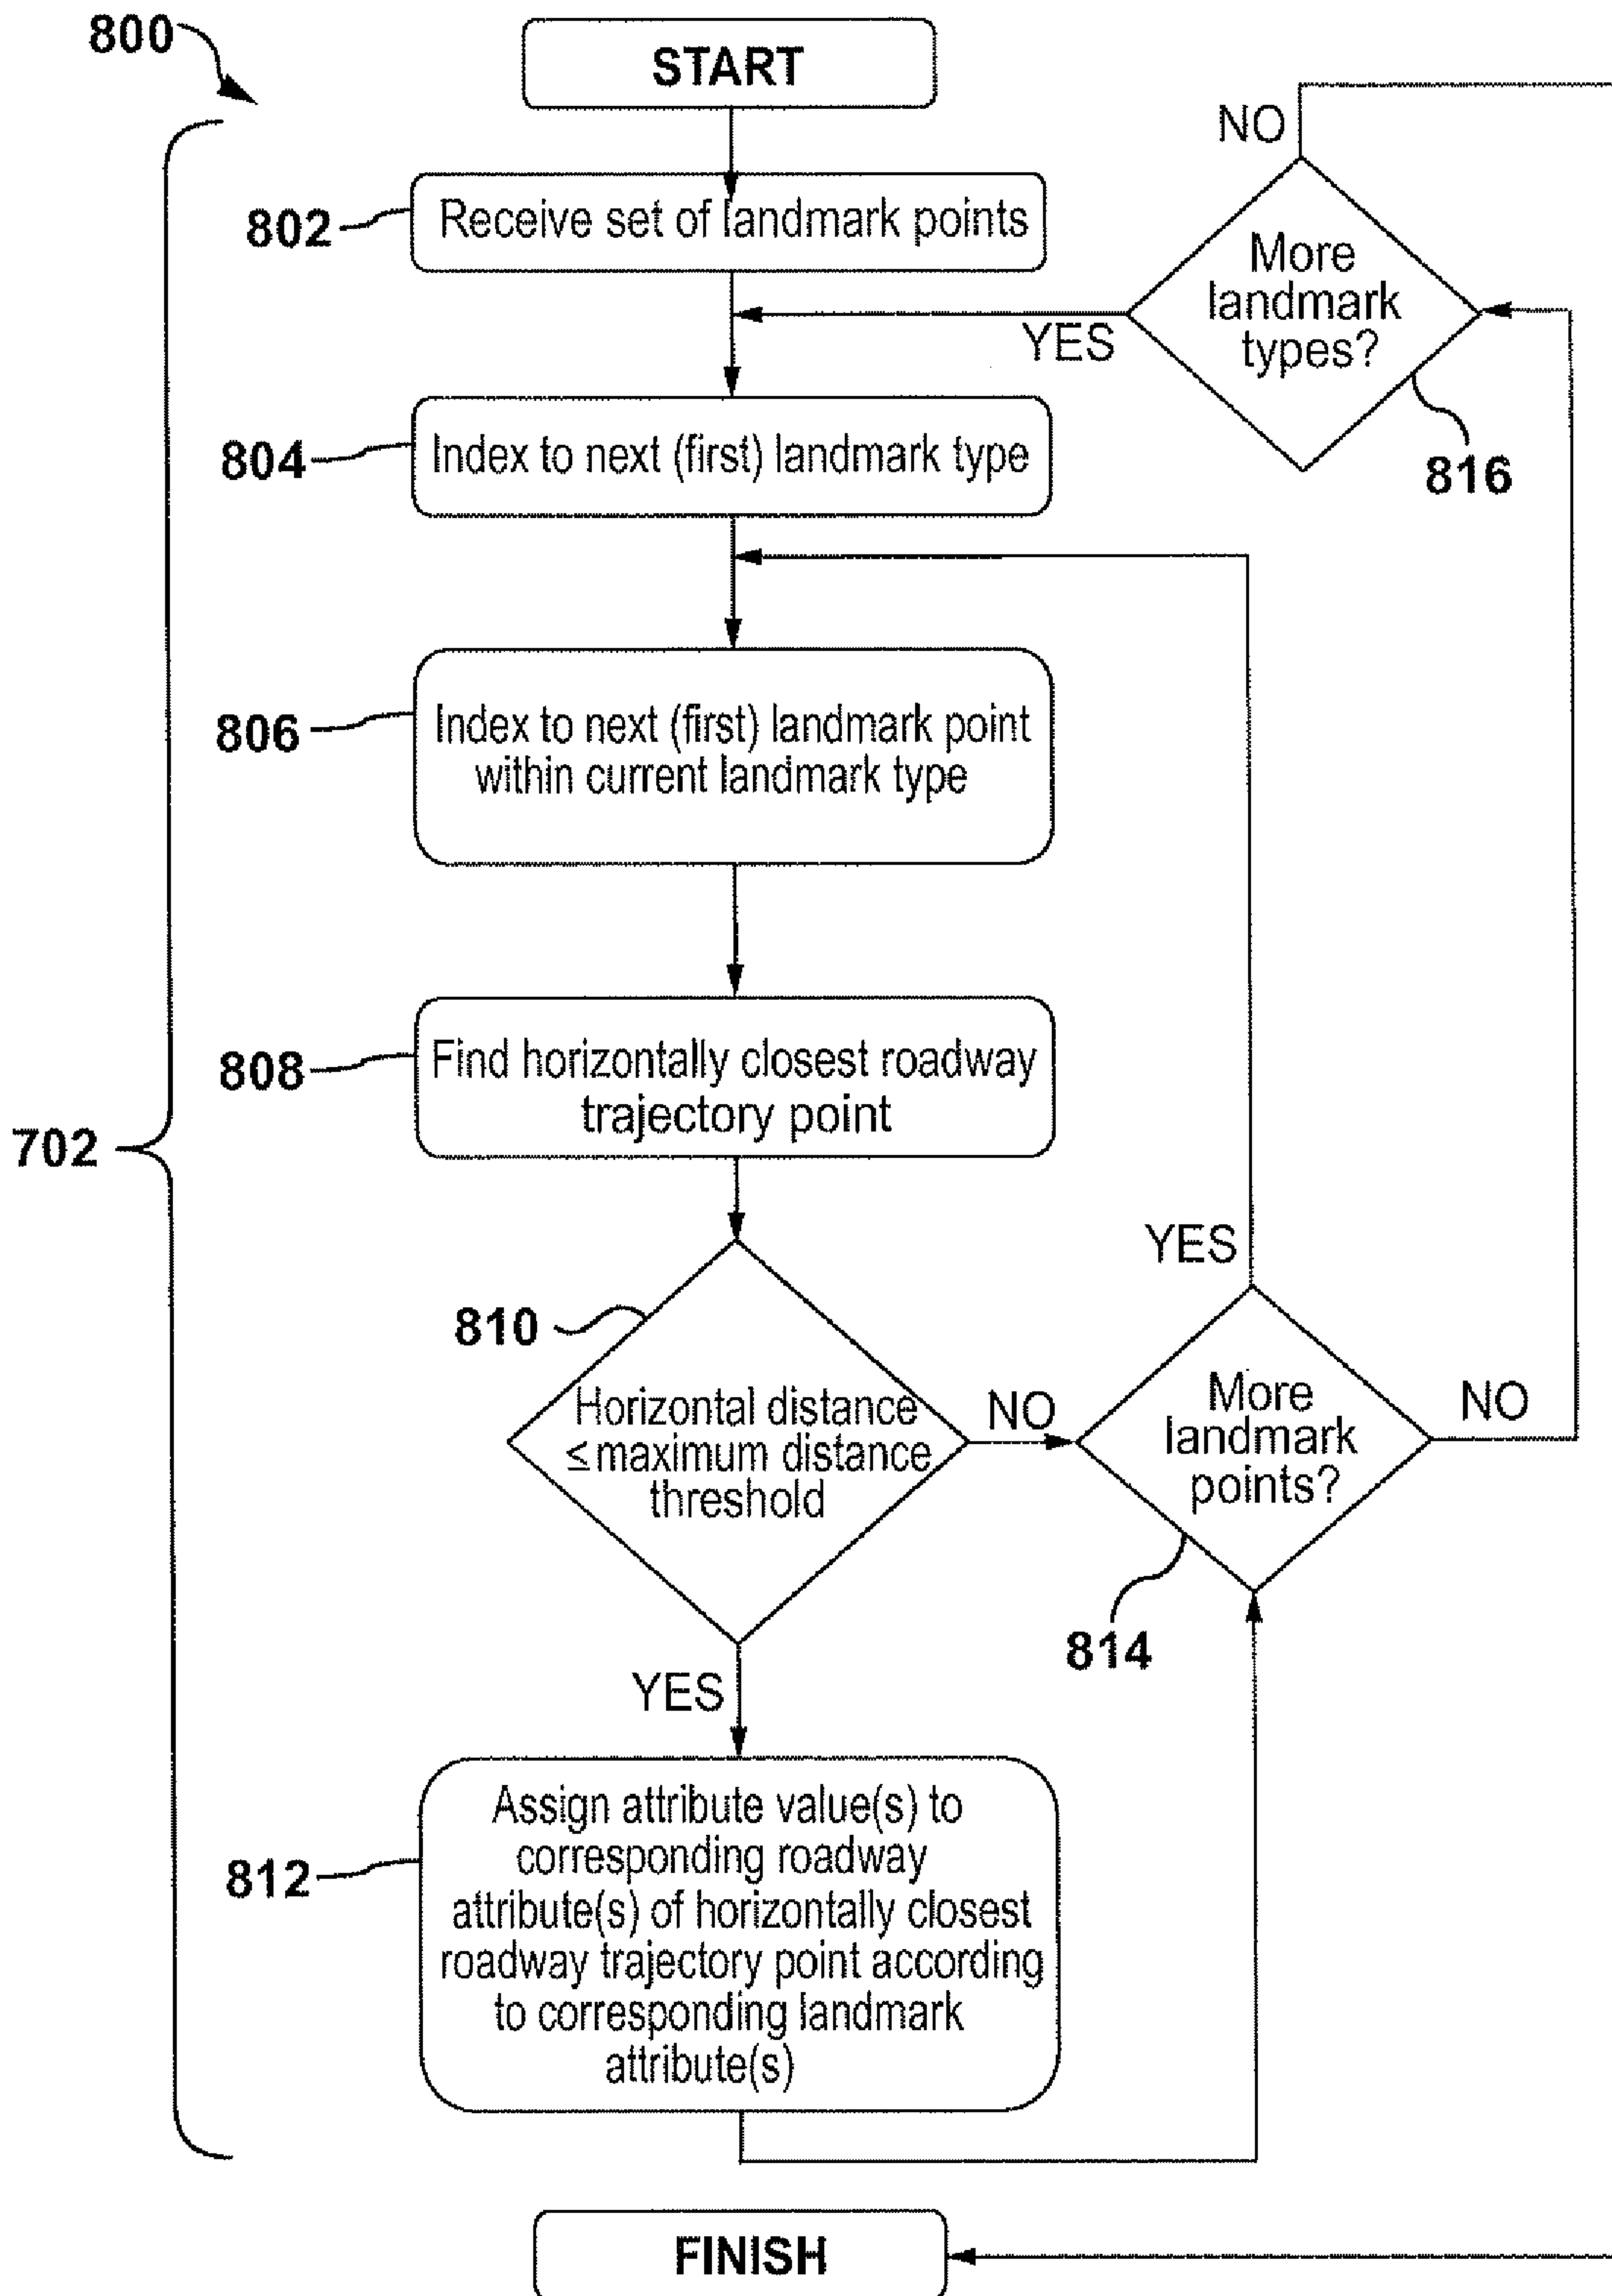 800
START
802
Receive set of landmark points
NO
More
landmark
types?
YES
816
804
Index to next (first) landmark type
806
Index to next (first) landmark point
within current landmark type
808
Find horizontally closest roadway
trajectory point
702
810
Horizontal distance
≤ maximum distance
threshold
NO
YES
More
landmark
points?
NO
814
YES
812
Assign attribute value(s) to
corresponding roadway
attribute(s) of horizontally closest
roadway trajectory point according
to corresponding landmark
attribute(s)
FINISH